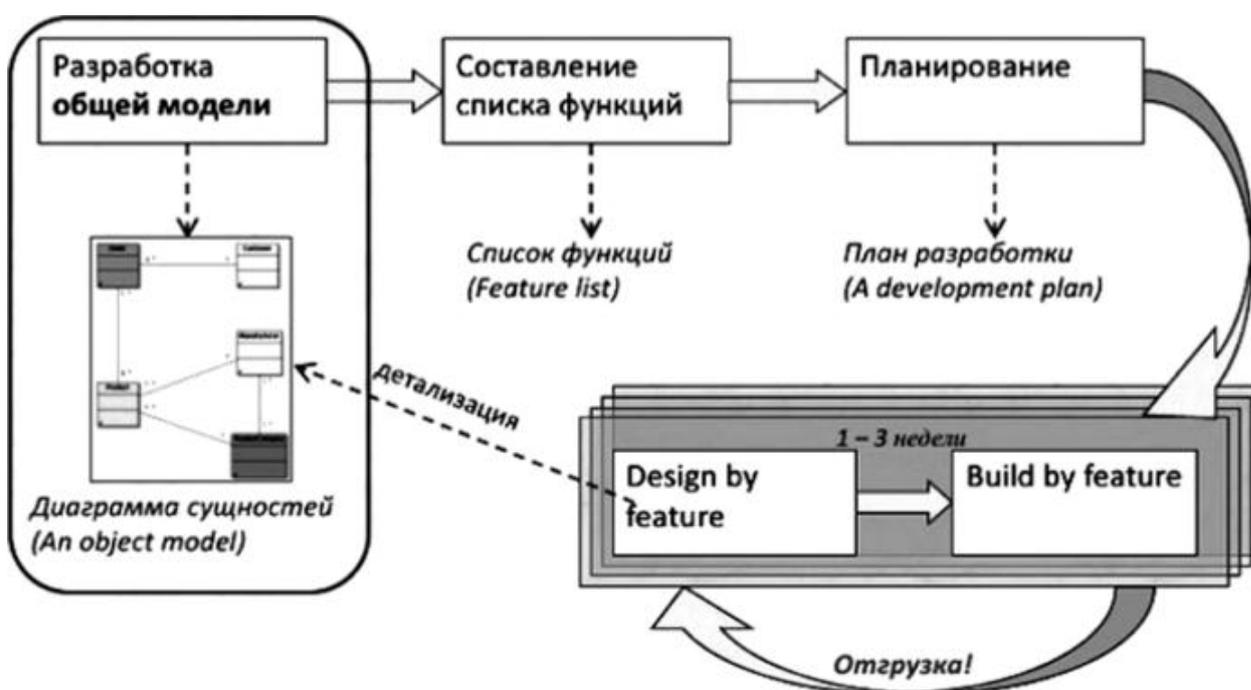 Разработка
общей модели
Составление
списка функций
Планирование
Список функций
(Feature list)
План разработки
(A development plan)
детализация
1 – 3 недели
Design by
feature
Build by feature
Диаграмма сущностей
(An object model)
Отгрузка!